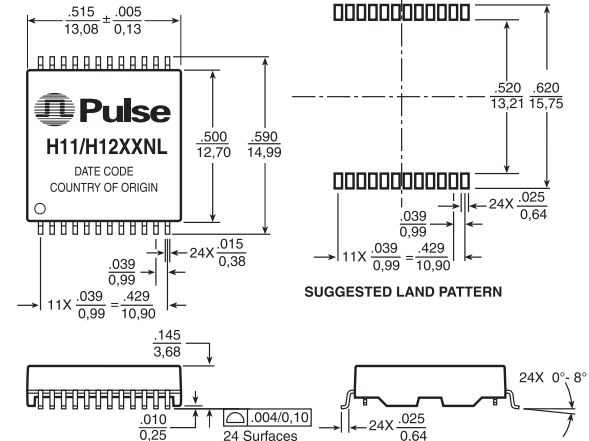 .515 ± .005
13,08 0,13
Pulse
H11/H12XXNL
DATE CODE
COUNTRY OF ORIGIN
.500
12,70
.590
14,99
24X .015
0,38
.039
0,99
11X .039 = .429
0,99 10,90
.520
13,21
.620
15,75
24X .025
0,64
.039
0,99
11X .039 = .429
0,99 10,90
SUGGESTED LAND PATTERN
.145
3,68
.010
0,25
.004/0,10
24 Surfaces
24X 0°- 8°
24X .025
0.64